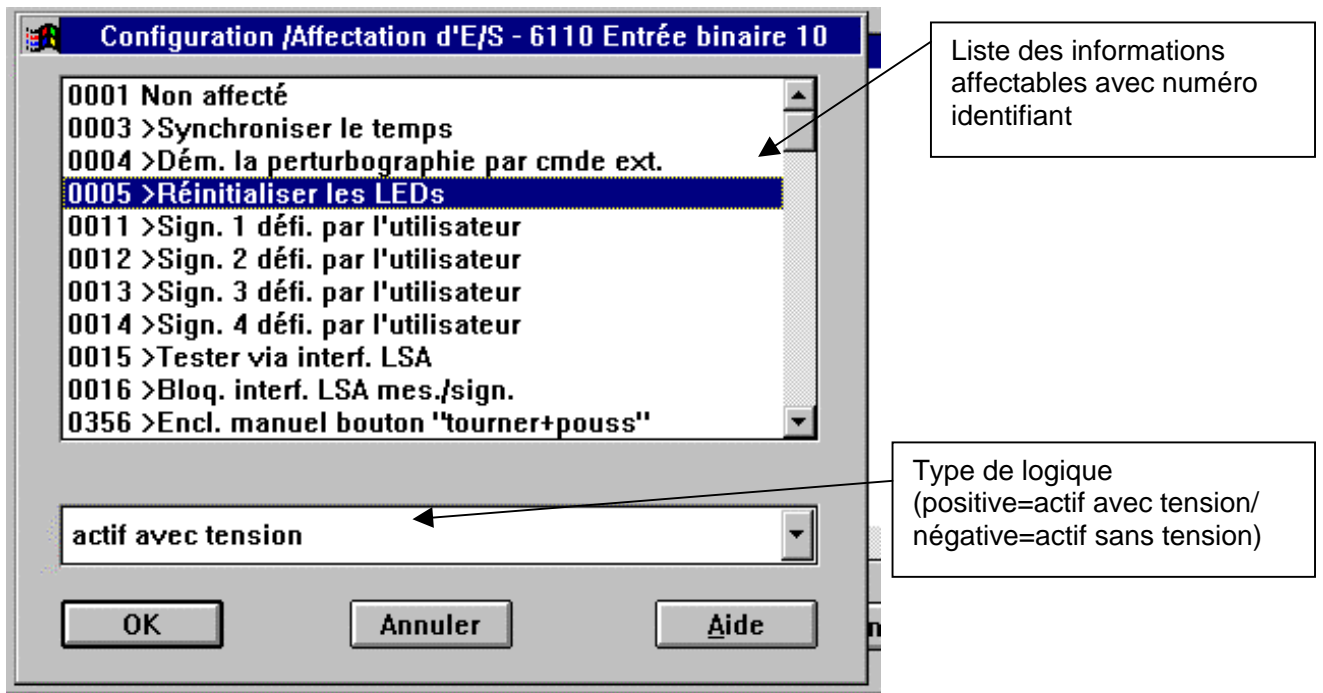 Configuration /Affectation d'E/S - 6110 Entrée binaire 10
0001 Non affecté
0003 >Synchroniser le temps
0004 >Dém. la perturbographie par cmde ext.
0005 >Réinitialiser les LEDs
0011 >Sign. 1 défi. par l'utilisateur
0012 >Sign. 2 défi. par l'utilisateur
0013 >Sign. 3 défi. par l'utilisateur
0014 >Sign. 4 défi. par l'utilisateur
0015 >Tester via interf. LSA
0016 >Bloq. interf. LSA mes./sign.
0356 >Encl. manuel bouton "tourner+pouss"
actif avec tension
OK
Annuler
Aide
Liste des informations
affectables avec numéro
identifiant
Type de logique
(positive=actif avec tension/
négative=actif sans tension)